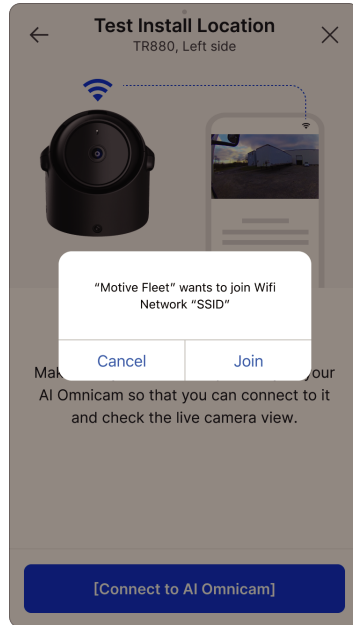 Test Install Location
TR880, Left side
“Motive Fleet” wants to join Wifi
Network “SSID”
Cancel
Join
Mak
our
AI Omnicam so that you can connect to it
and check the live camera view.
[Connect to AI Omnicam]